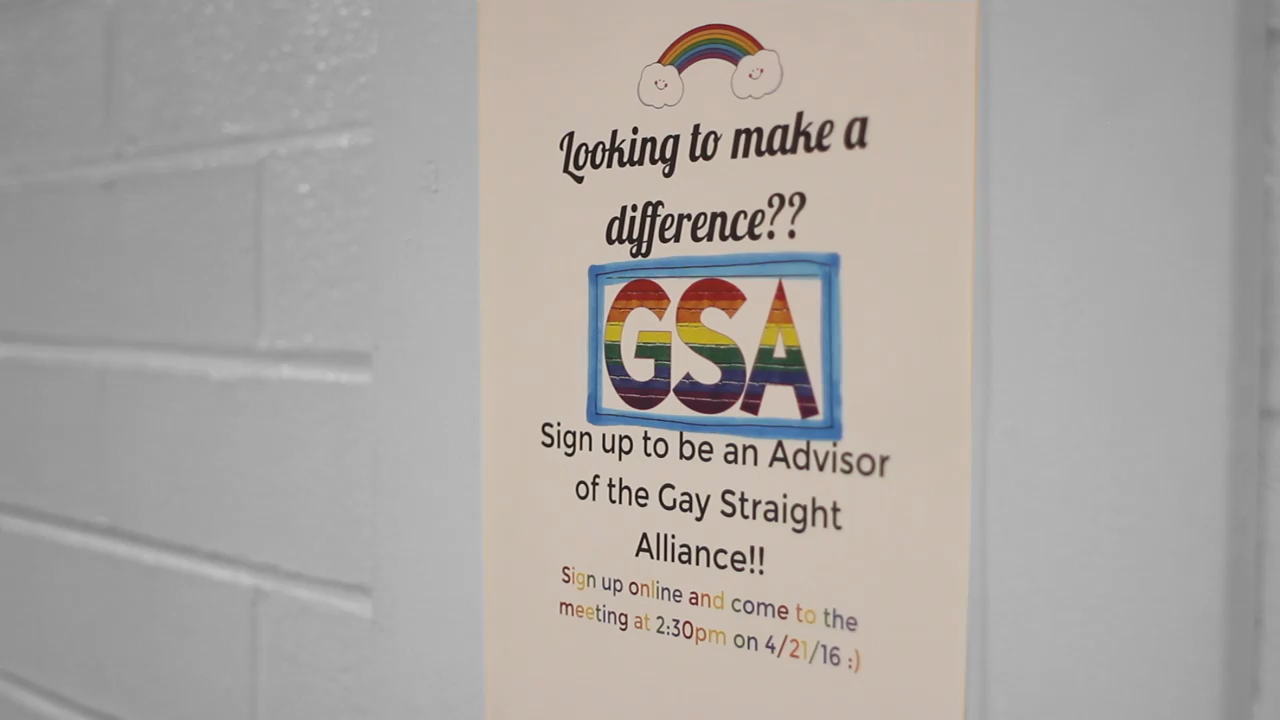 Looking to make a
difference??
GSA
Sign up to be an Advisor
of the Gay Straight
Alliance!!
Sign up online and come to the
meeting at 2:30pm on 4/21/16 :)